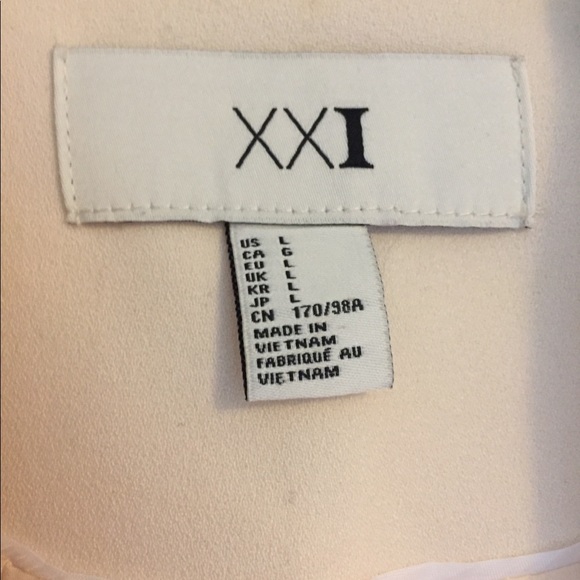 XXI
US L
CA G
EU L
UK L
KR L
JP L
CN 170/98A
MADE IN
VIETNAM
FABRIQUÉ AU
VIETNAM